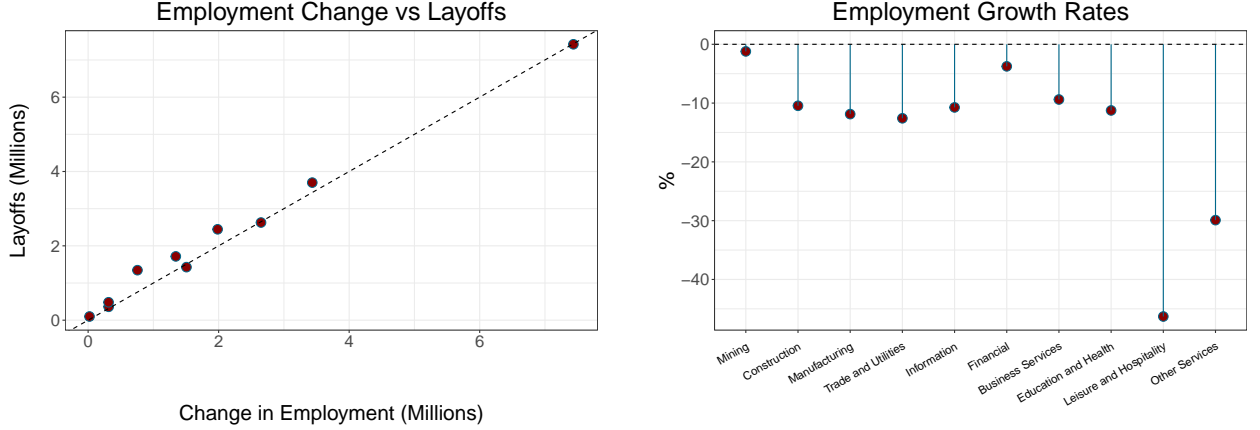 Employment Change vs Layoffs
Layoffs (Millions)
6
4
2
0
0 2 4 6
Change in Employment (Millions)
Employment Growth Rates
%
0
−10
−20
−30
−40
Mining
Construction
Manufacturing
Trade and Utilities
Information
Financial
Business Services
Education and Health
Leisure and Hospitality
Other Services